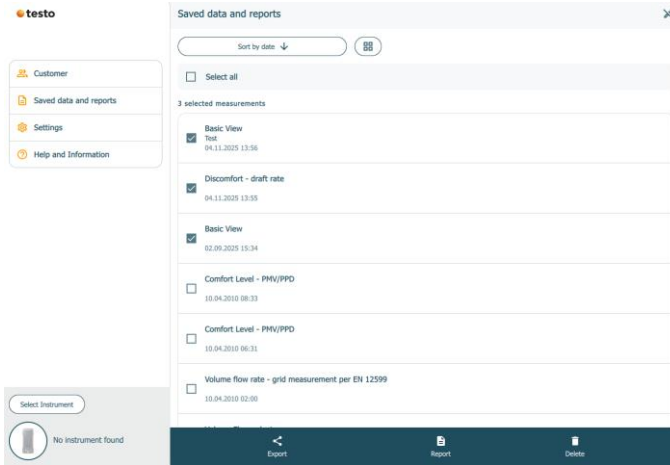 testo
Customer
Saved data and reports
Settings
Help and Information
Select Instrument
No instrument found
Saved data and reports
Sort by date
Select all
3 selected measurements
Basic View
Test
04.11.2025 13:56
Discomfort - draft rate
04.11.2025 13:55
Basic View
02.09.2025 15:34
Comfort Level - PMV/PPD
10.04.2010 08:33
Comfort Level - PMV/PPD
10.04.2010 06:31
Volume flow rate - grid measurement per EN 12599
10.04.2010 02:00
Export
Report
Delete